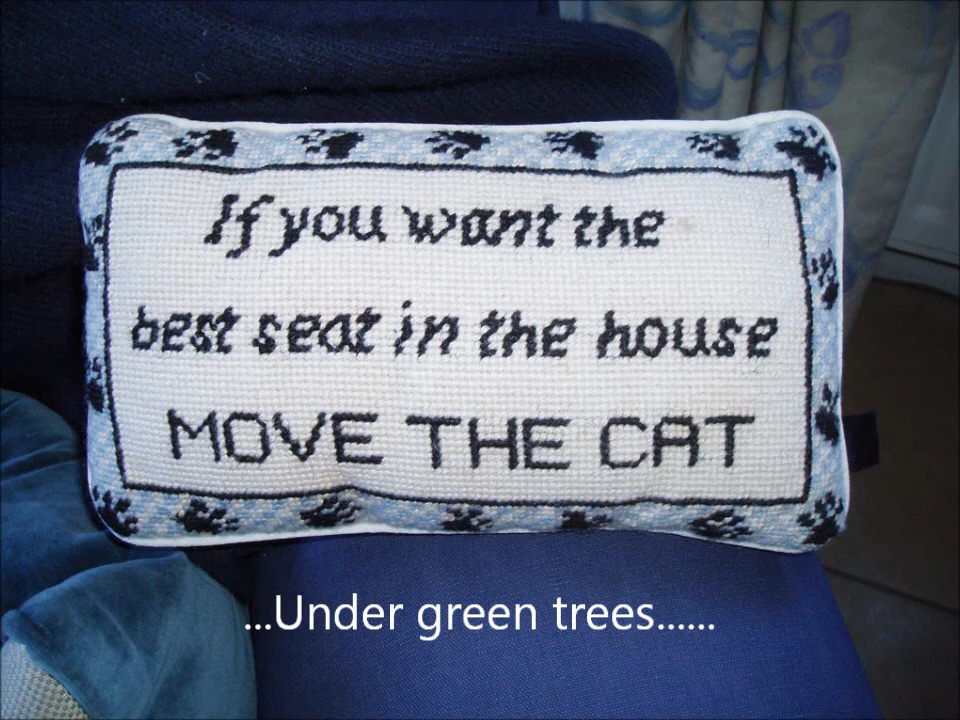 If you want the
best seat in the house
MOVE THE CAT
...Under green trees......